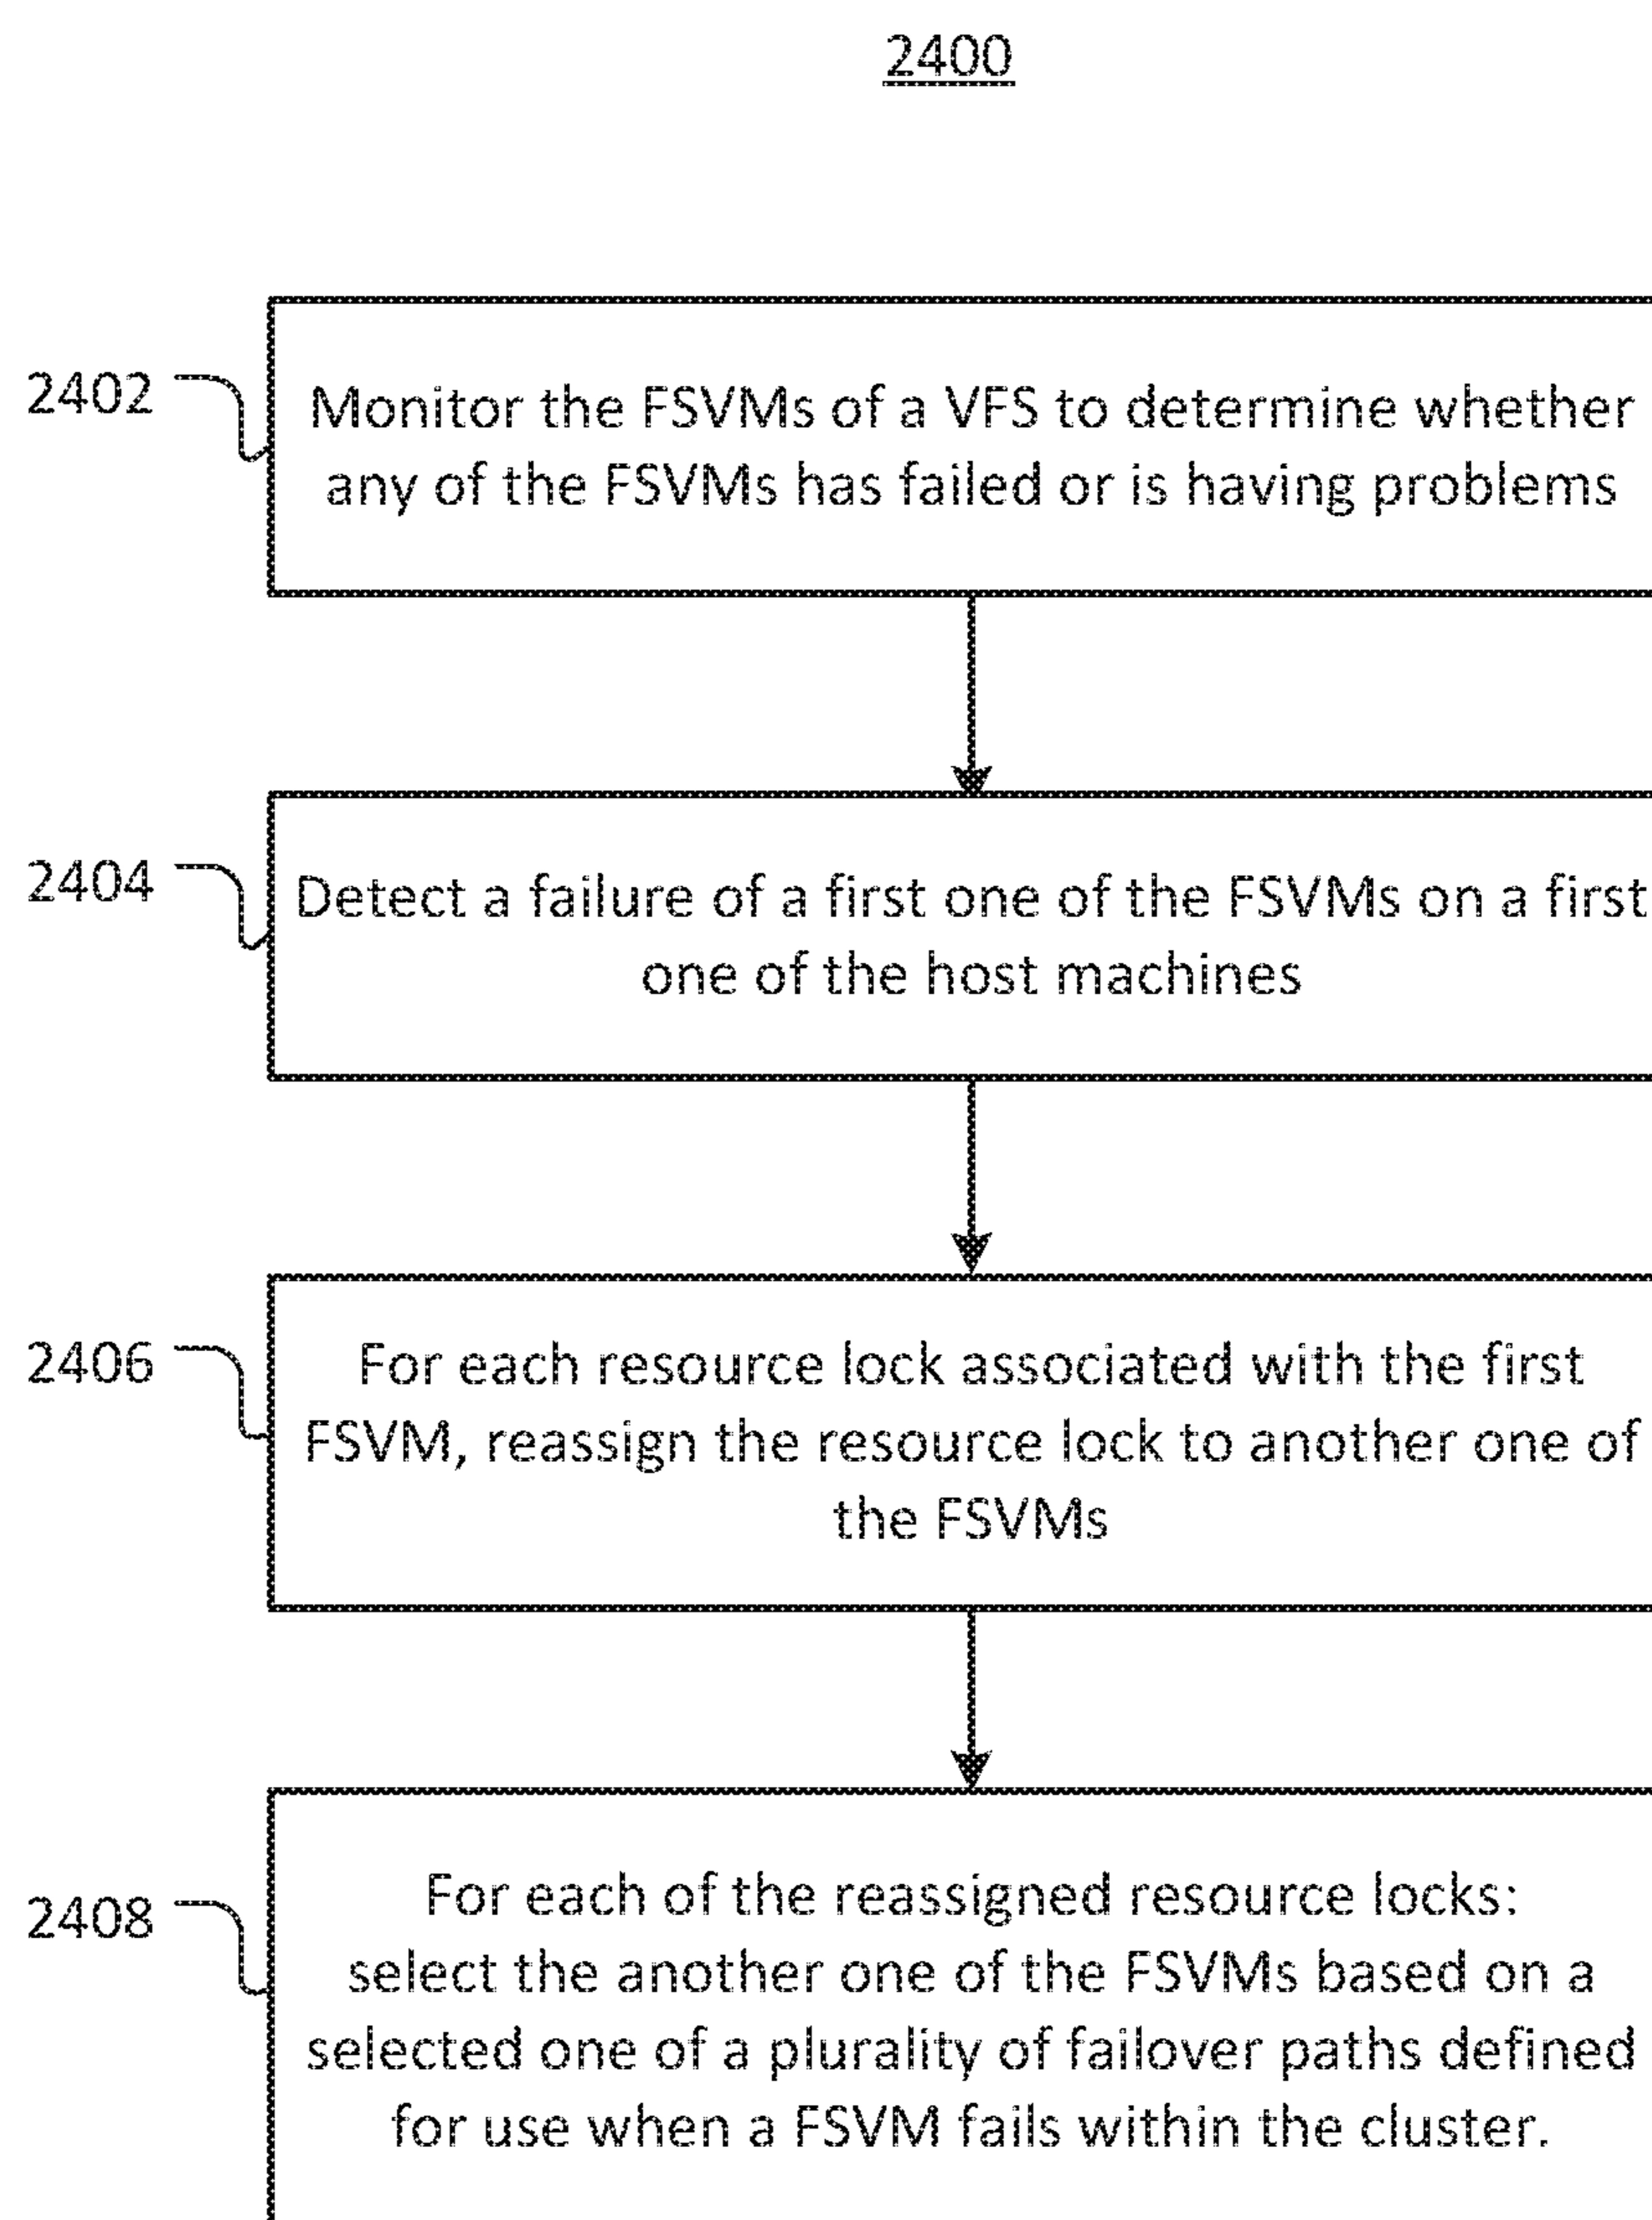 2400
2402
Monitor the FSVMs of a VFS to determine whether
any of the FSVMs has failed or is having problems
2404
Detect a failure of a first one of the FSVMs on a first
one of the host machines
2406
For each resource lock associated with the first
FSVM, reassign the resource lock to another one of
the FSVMs
2408
For each of the reassigned resource locks:
select the another one of the FSVMs based on a
selected one of a plurality of failover paths defined
for use when a FSVM fails within the cluster.